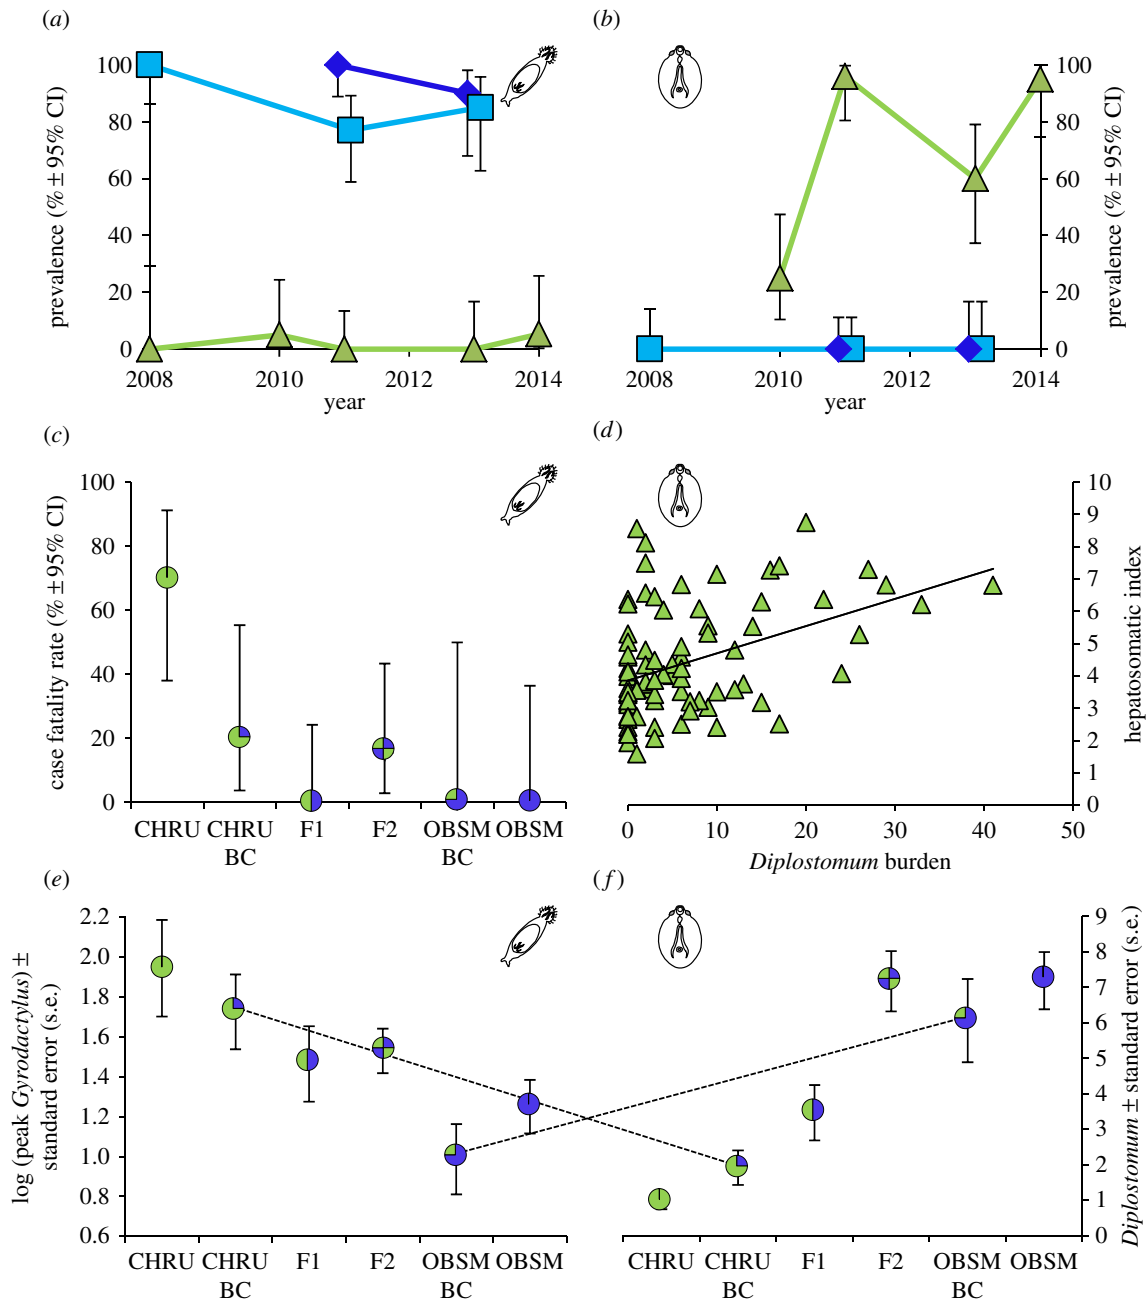 (a)
prevalence (% ± 95% CI)
100
80
60
40
20
0
2008 2010 2012 2014
year
(b)
prevalence (% ± 95% CI)
100
80
60
40
20
0
2008 2010 2012 2014
year
(c)
case fatality rate (% ± 95% CI)
100
80
60
40
20
0
CHRU CHRU F1 F2 OBSM OBSM
BC BC
(d)
hepatosomatic index
10
9
8
7
6
5
4
3
2
1
0
0 10 20 30 40 50
Diplostomum burden
(e)
log (peak Gyrodactylus) ±
standard error (s.e.)
2.2
2.0
1.8
1.6
1.4
1.2
1.0
0.8
0.6
CHRU CHRU F1 F2 OBSM OBSM
BC BC
(f)
Diplostomum ± standard error (s.e.)
9
8
7
6
5
4
3
2
1
0
CHRU CHRU F1 F2 OBSM OBSM
BC BC